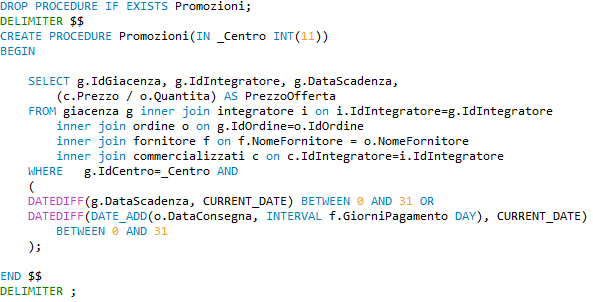 DROP PROCEDURE IF EXISTS Promozioni;
DELIMITER $$
CREATE PROCEDURE Promozioni(IN _Centro INT(11))
BEGIN
SELECT g.IdGiacenza, g.IdIntegratore, g.DataScadenza,
(c.Prezzo / o.Quantita) AS PrezzoOfferta
FROM giacenza g inner join integratore i on i.IdIntegratore=g.IdIntegratore
inner join ordine o on g.IdOrdine=o.IdOrdine
inner join fornitore f on f.NomeFornitore = o.NomeFornitore
inner join commercializzati c on c.IdIntegratore=i.IdIntegratore
WHERE g.IdCentro=_Centro AND
(
DATEDIFF(g.DataScadenza, CURRENT_DATE) BETWEEN 0 AND 31 OR
DATEDIFF(DATE_ADD(o.DataConsegna, INTERVAL f.GiorniPagamento DAY), CURRENT_DATE)
BETWEEN 0 AND 31
);
END $$
DELIMITER ;